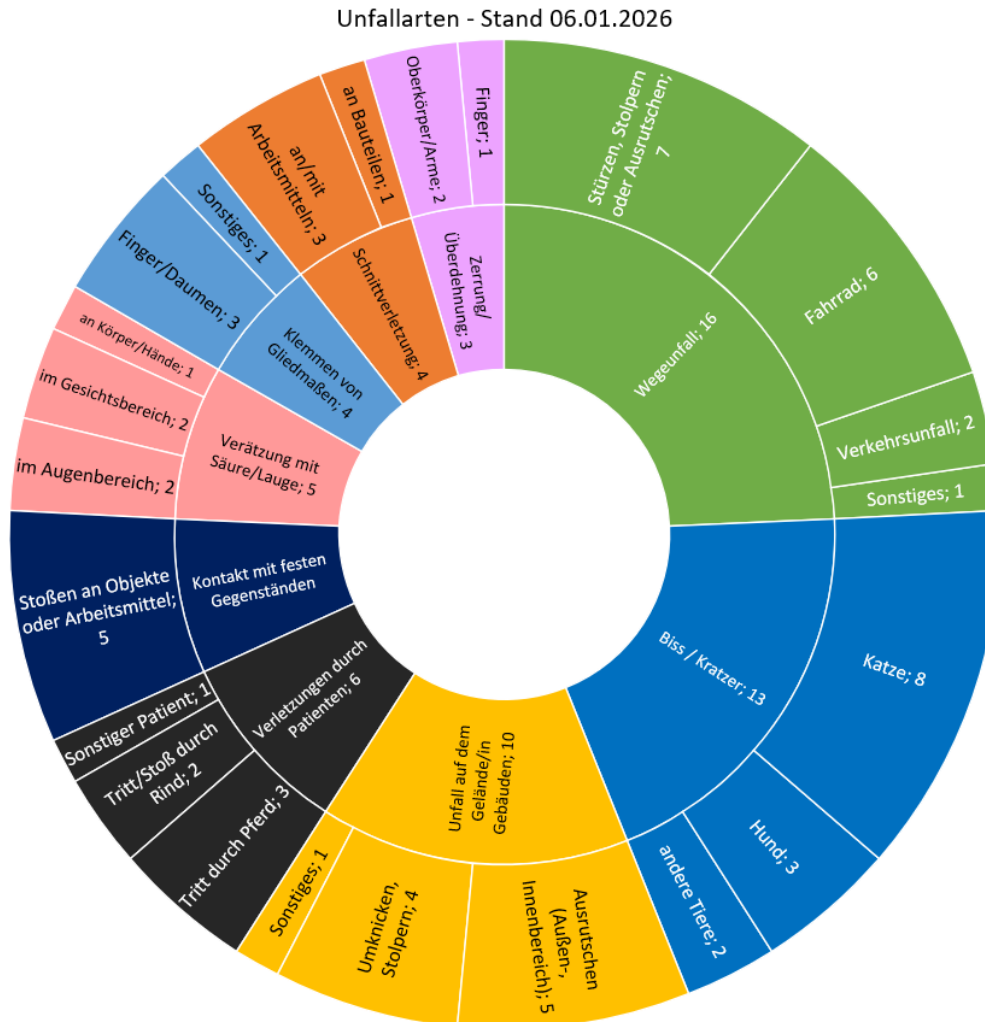 Unfallarten - Stand 06.01.2026
Stürzen, Stolpern
oder Ausrutschen;
7
Fahrrad; 6
Verkehrsunfall; 2
Sonstiges; 1
Wegeunfall; 16
Katze; 8
Hund; 3
andere Tiere; 2
Biss / Kratzer; 13
Ausrutschen
(Außen-,
Innenbereich); 5
Umknicken,
Stolpern; 4
Sonstiges; 1
Unfall auf dem
Gelände/in
Gebäuden; 10
Tritt durch Pferd; 3
Tritt/Stoß durch
Rind; 2
Sonstiger Patient; 1
Verletzungen durch
Patienten; 6
Stoßen an Objekte
oder Arbeitsmittel;
5
Kontakt mit festen
Gegenständen
im Augenbereich; 2
im Gesichtsbereich; 2
an Körper/Hände; 1
Verätzung mit
Säure/Lauge; 5
Finger/Daumen; 3
Sonstiges; 1
Klemmen von
Gliedmaßen; 4
an/mit
Arbeitsmitteln; 3
an Bauteilen; 1
Schnittverletzung; 4
Oberkörper/Arme; 2
Finger; 1
Zerrung/
Überdehnung; 3